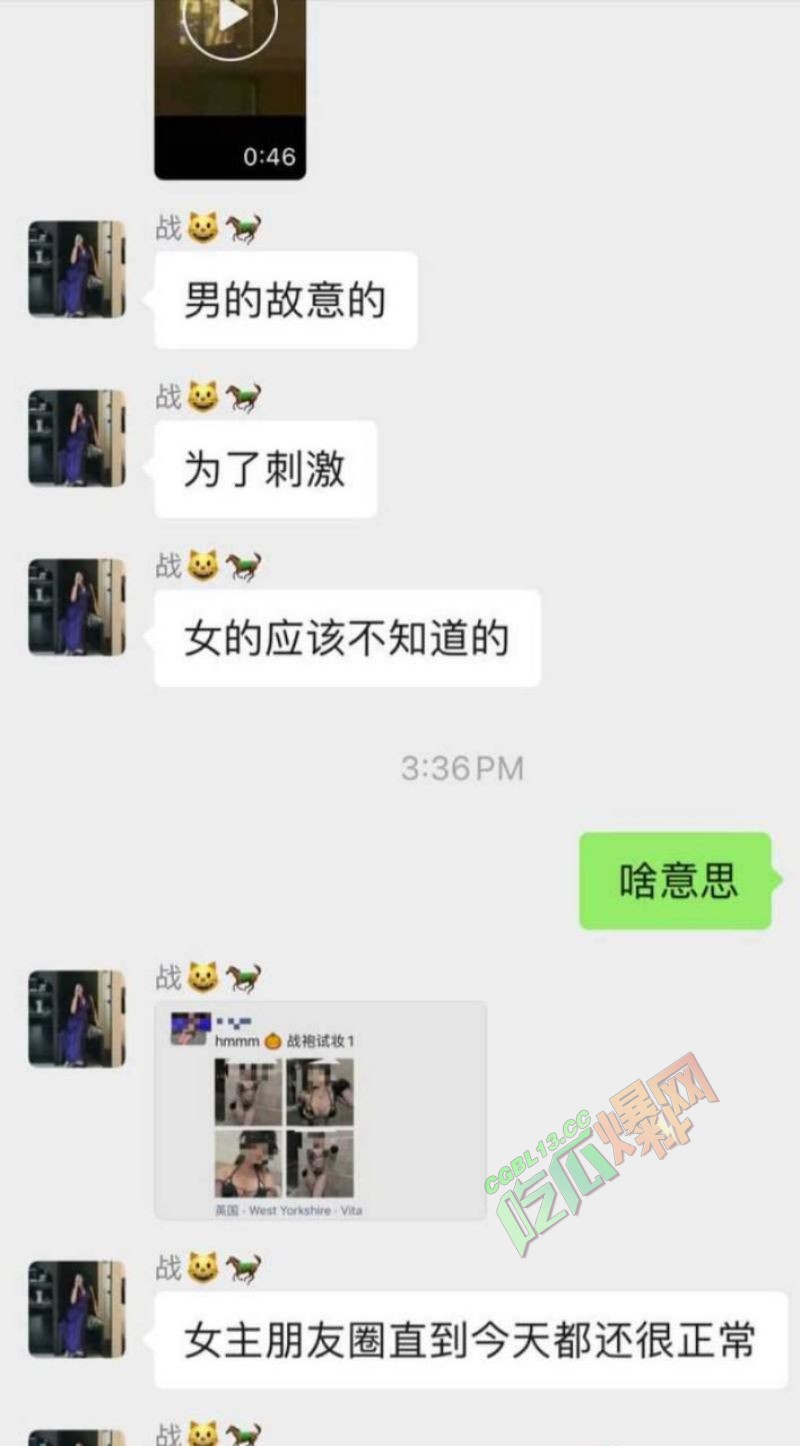 0:46
战😺🐎
男的故意的
战😺🐎
为了刺激
战😺🐎
女的应该不知道的
3:36 PM
啥意思
战😺🐎
hmmm 🎃 战袍试妆1
英国 · West Yorkshire · Vita
CGBL13.CC
吃瓜爆料网
战😺🐎
女主朋友圈直到今天都还很正常
战😺🐎